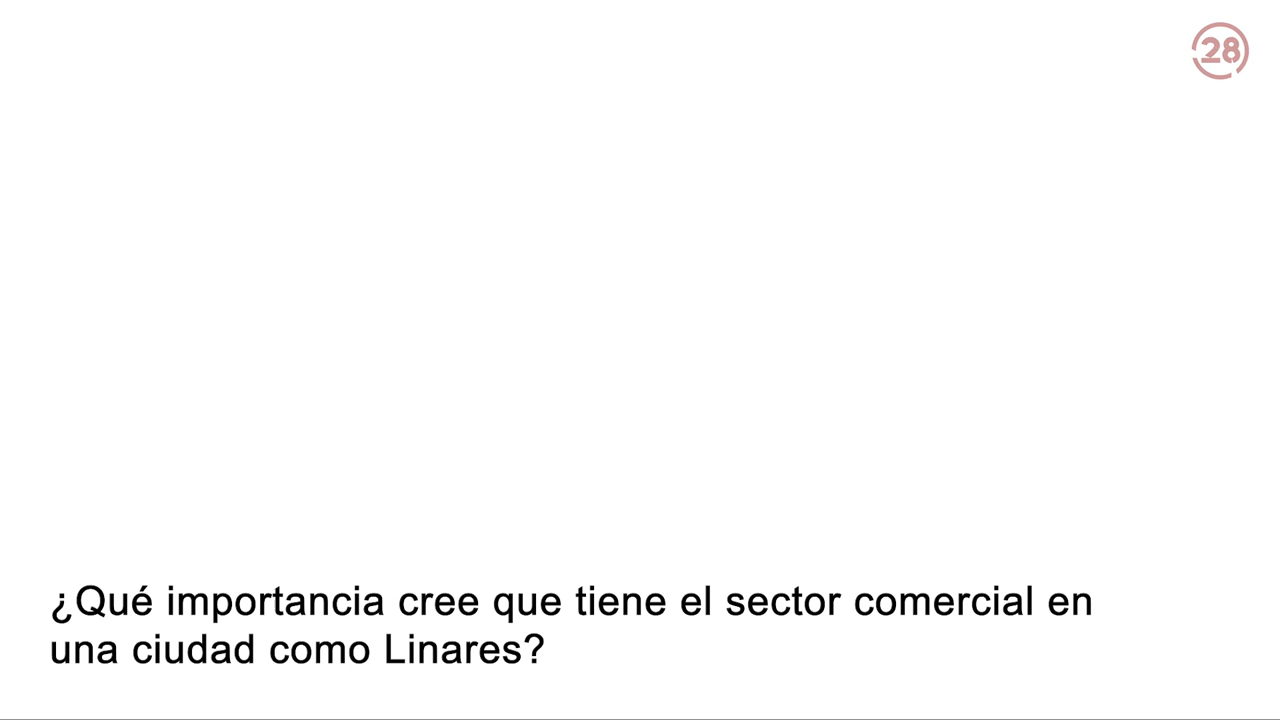 28
¿Qué importancia cree que tiene el sector comercial en
una ciudad como Linares?